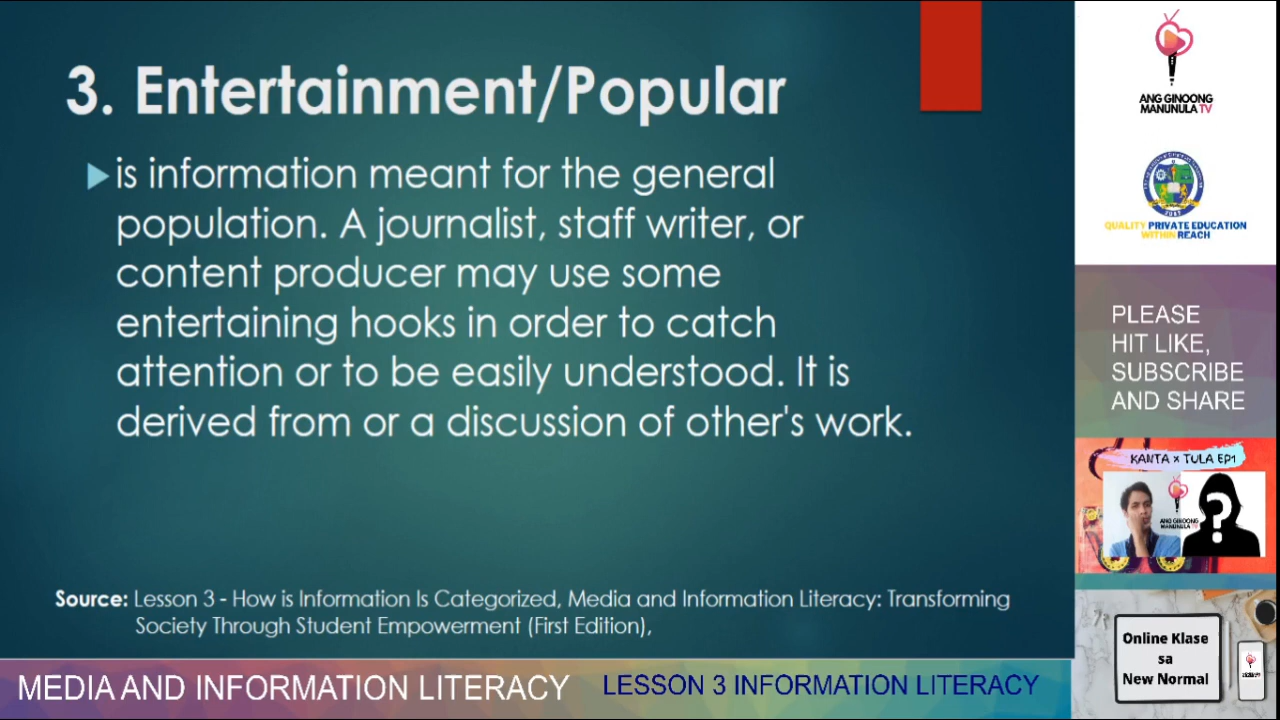 3. Entertainment/Popular
is information meant for the general
population. A journalist, staff writer, or
content producer may use some
entertaining hooks in order to catch
attention or to be easily understood. It is
derived from or a discussion of other's work.
Source: Lesson 3 - How is Information Is Categorized, Media and Information Literacy: Transforming
Society Through Student Empowerment (First Edition),
MEDIA AND INFORMATION LITERACY
LESSON 3 INFORMATION LITERACY
ANG GINOONG
MANUNULA TV
QUALITY PRIVATE EDUCATION
WITHIN REACH
PLEASE
HIT LIKE,
SUBSCRIBE
AND SHARE
KANTA x TULA EP1
ANG GINOONG
MANUNULA TV
Online Klase
sa
New Normal